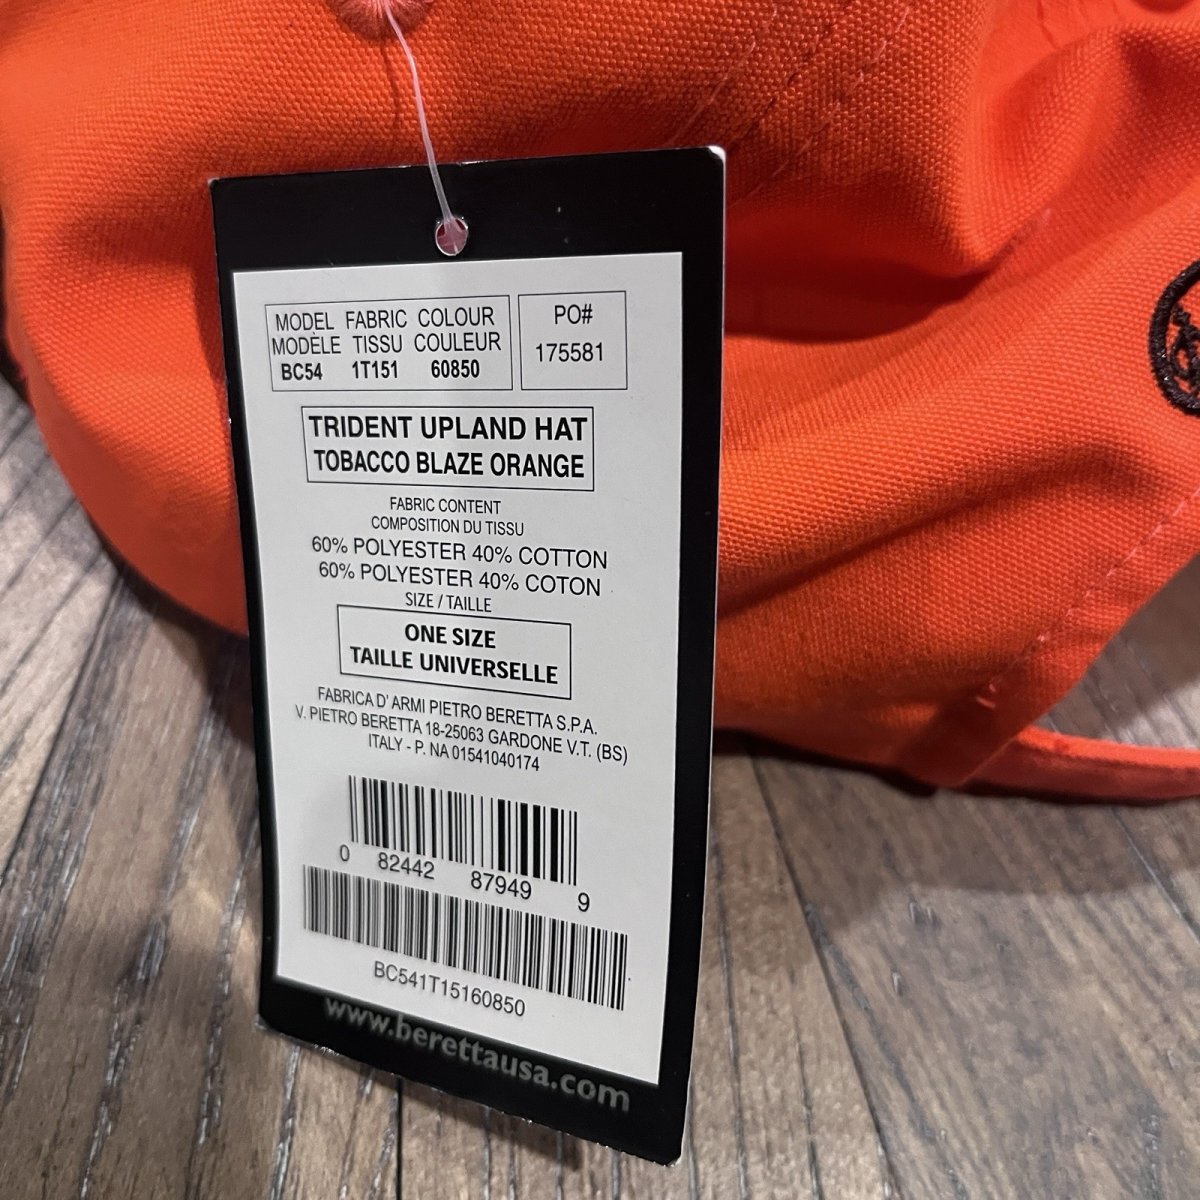 MODEL FABRIC COLOUR
MODÈLE TISSU COULEUR
BC54 1T151 60850
PO#
175581
TRIDENT UPLAND HAT
TOBACCO BLAZE ORANGE
FABRIC CONTENT
COMPOSITION DU TISSU
60% POLYESTER 40% COTTON
60% POLYESTER 40% COTON
SIZE / TAILLE
ONE SIZE
TAILLE UNIVERSELLE
FABRICA D' ARMI PIETRO BERETTA S.P.A.
V. PIETRO BERETTA 18-25063 GARDONE V.T. (BS)
ITALY - P. NA 01541040174
0 82442 87949 9
BC541T15160850
www.berettausa.com